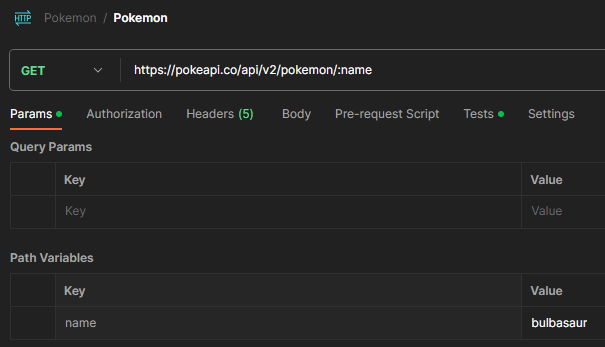 HTTP Pokemon / Pokemon
GET https://pokeapi.co/api/v2/pokemon/:name
Params Authorization Headers (5) Body Pre-request Script Tests Settings
Query Params
Key Value
Key Value
Path Variables
Key Value
name bulbasaur